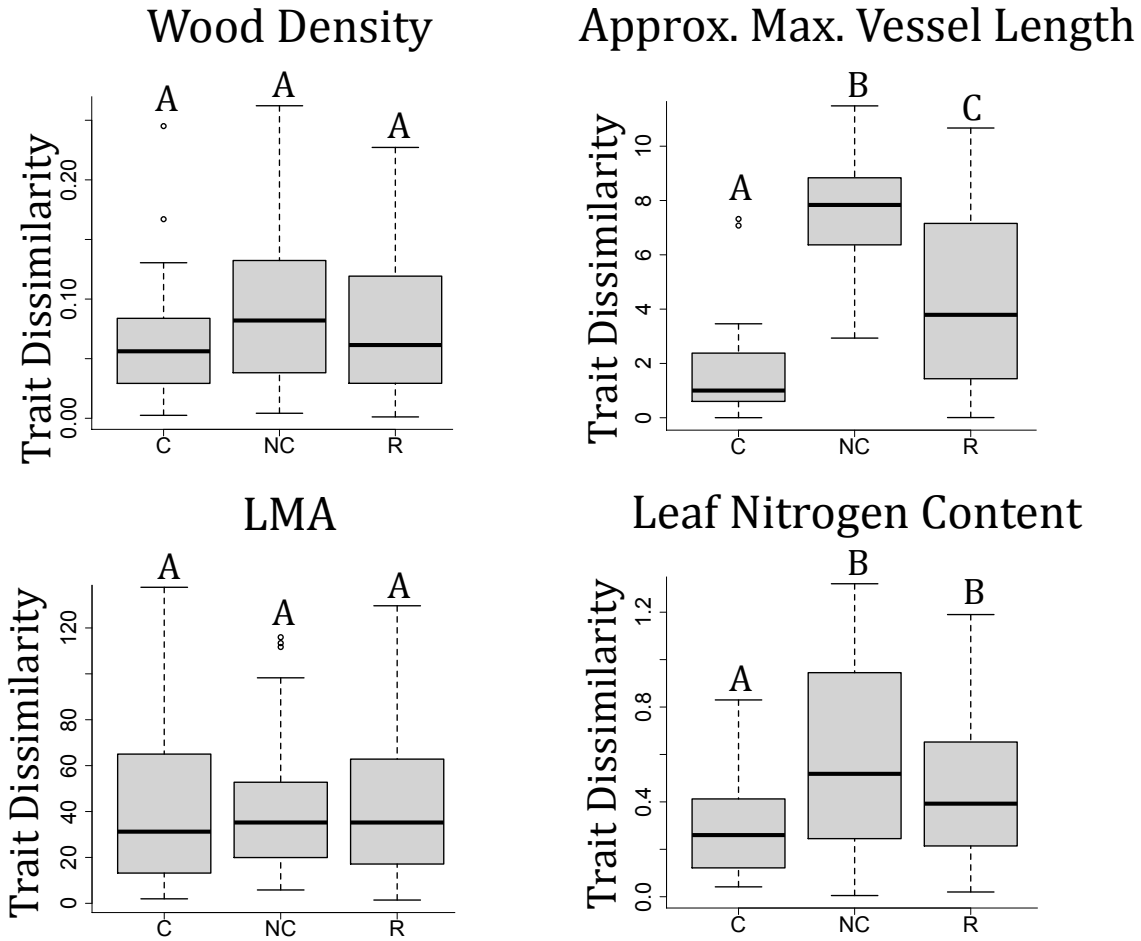 Wood Density
A
A
A
Trait Dissimilarity
0.00
0.10
0.20
C
NC
R
Approx. Max. Vessel Length
A
B
C
Trait Dissimilarity
0
2
4
6
8
10
C
NC
R
LMA
A
A
A
Trait Dissimilarity
0
20
40
60
80
120
C
NC
R
Leaf Nitrogen Content
A
B
B
Trait Dissimilarity
0.0
0.4
0.8
1.2
C
NC
R